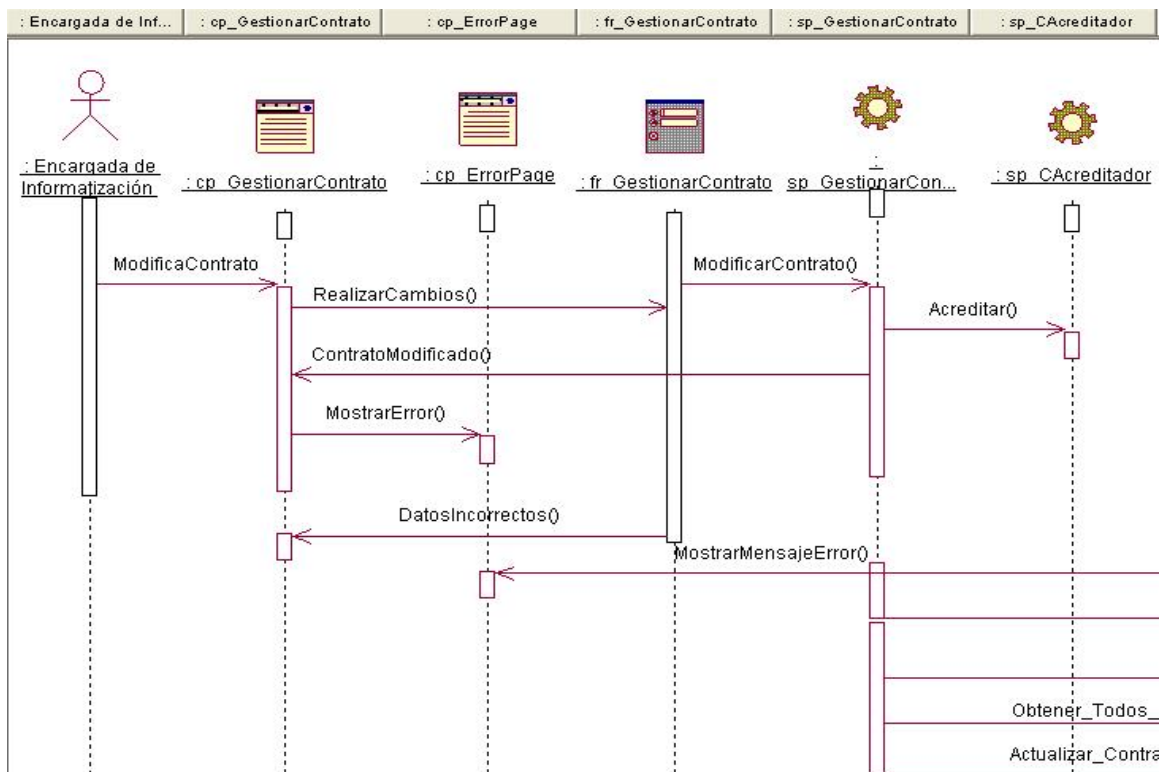 : Encargada de Inf...
: cp_GestionarContrato
: cp_ErrorPage
: fr_GestionarContrato
: sp_GestionarContrato
: sp_CAcreditador
: Encargada de
Informatización
: cp_GestionarContrato
: cp_ErrorPage
: fr_GestionarContrato
:
sp_GestionarCon...
: sp_CAcreditador
ModificaContrato
ModificarContrato()
RealizarCambios()
Acreditar()
ContratoModificado()
MostrarError()
DatosIncorrectos()
MostrarMensajeError()
Obtener_Todos_
Actualizar_Contra